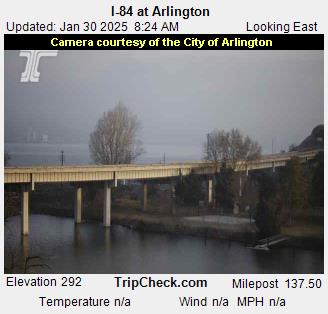 I-84 at Arlington
Updated: Jan 30 2025 8:24 AM Looking East
Camera courtesy of the City of Arlington
Elevation 292 TripCheck.com Milepost 137.50
Temperature n/a Wind n/a MPH n/a